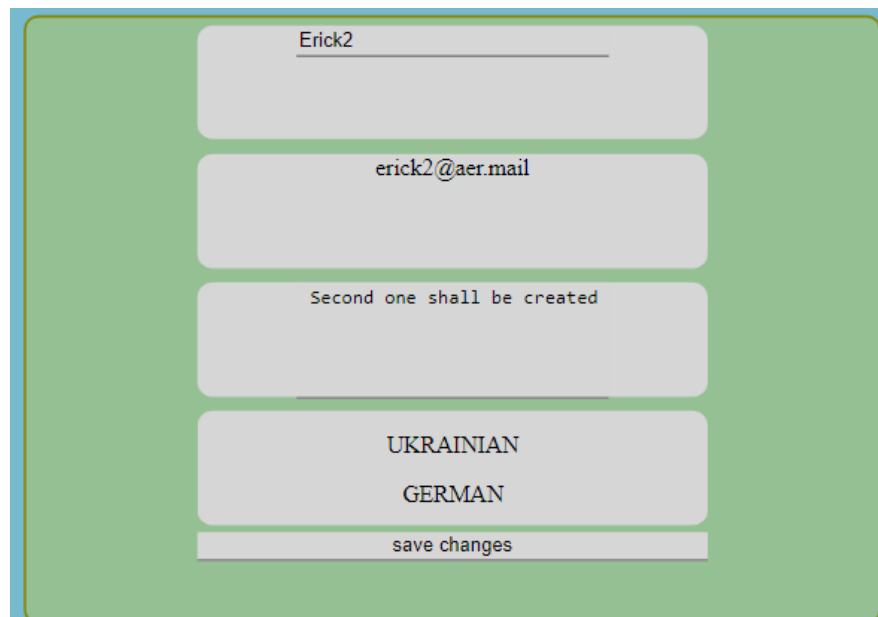 Erick2
erick2@aer.mail
Second one shall be created
UKRAINIAN
GERMAN
save changes